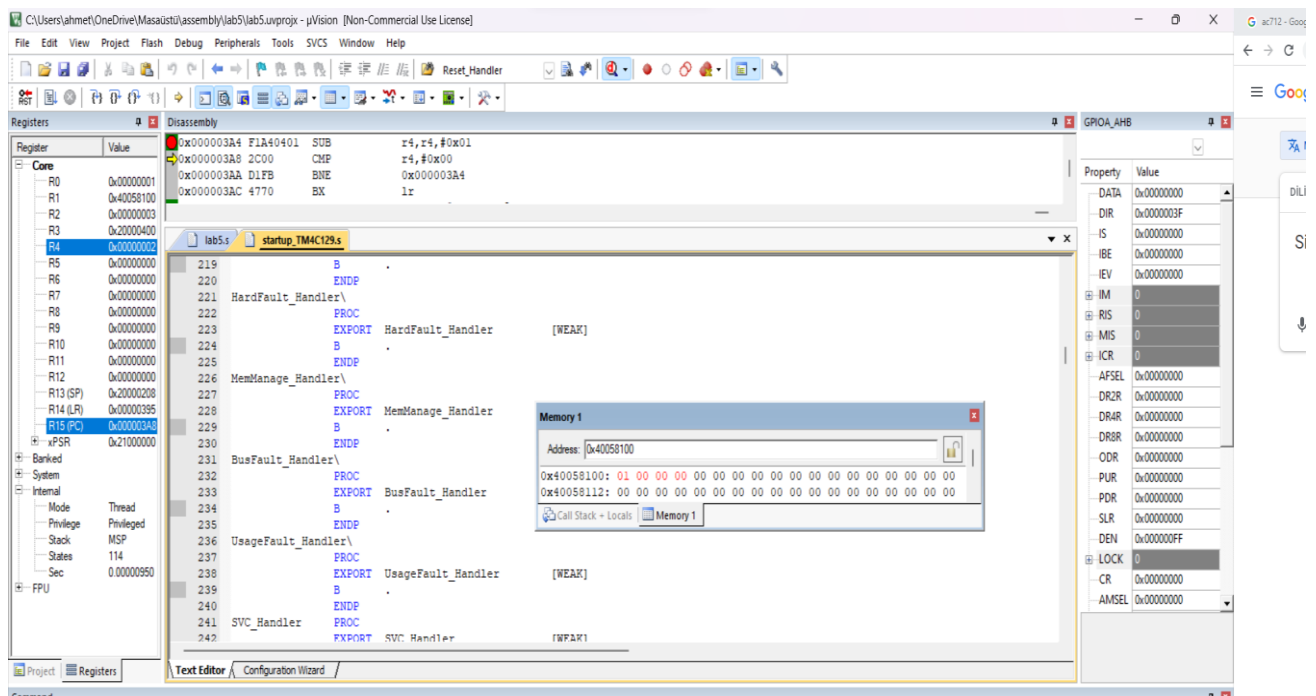 C:\Users\ahmet\OneDrive\Masaüstü\assembly\lab5\lab5.uvprojx - µVision [Non-Commercial Use License]
File Edit View Project Flash Debug Peripherals Tools SVCS Window Help
Reset_Handler
Registers
Register Value
Core
R0 0x00000001
R1 0x40058100
R2 0x00000003
R3 0x20000400
R4 0x00000002
R5 0x00000000
R6 0x00000000
R7 0x00000000
R8 0x00000000
R9 0x00000000
R10 0x00000000
R11 0x00000000
R12 0x00000000
R13 (SP) 0x20000208
R14 (LR) 0x00000395
R15 (PC) 0x000003A8
xPSR 0x21000000
Banked
System
Internal
Mode Thread
Privilege Privileged
Stack MSP
States 114
Sec 0.00000950
FPU
Project Registers
Disassembly
0x000003A4 F1A40401 SUB r4,r4,#0x01
0x000003A8 2C00 CMP r4,#0x00
0x000003AA D1FB BNE 0x000003A4
0x000003AC 4770 BX lr
lab5.s startup_TM4C129.s
219 B .
220 ENDP
221 HardFault_Handler\
222 PROC
223 EXPORT HardFault_Handler [WEAK]
224 B .
225 ENDP
226 MemManage_Handler\
227 PROC
228 EXPORT MemManage_Handler
229 B .
230 ENDP
231 BusFault_Handler\
232 PROC
233 EXPORT BusFault_Handler
234 B .
235 ENDP
236 UsageFault_Handler\
237 PROC
238 EXPORT UsageFault_Handler [WEAK]
239 B .
240 ENDP
241 SVC_Handler PROC
242 EXPORT SVC_Handler [WEAK]
Text Editor Configuration Wizard
Memory 1
Address: 0x40058100
0x40058100: 01 00 00 00 00 00 00 00 00 00 00 00 00 00 00 00 00 00
0x40058112: 00 00 00 00 00 00 00 00 00 00 00 00 00 00 00 00 00 00
Call Stack + Locals Memory 1
GPIOA_AHB
Property Value
DATA 0x00000000
DIR 0x0000003F
IS 0x00000000
IBE 0x00000000
IEV 0x00000000
IM 0
RIS 0
MIS 0
ICR 0
AFSEL 0x00000000
DR2R 0x00000000
DR4R 0x00000000
DR8R 0x00000000
ODR 0x00000000
PUR 0x00000000
PDR 0x00000000
SLR 0x00000000
DEN 0x000000FF
LOCK 0
CR 0x00000000
AMSEL 0x00000000
ac712 - Goog
Goog
DİLİ
Si